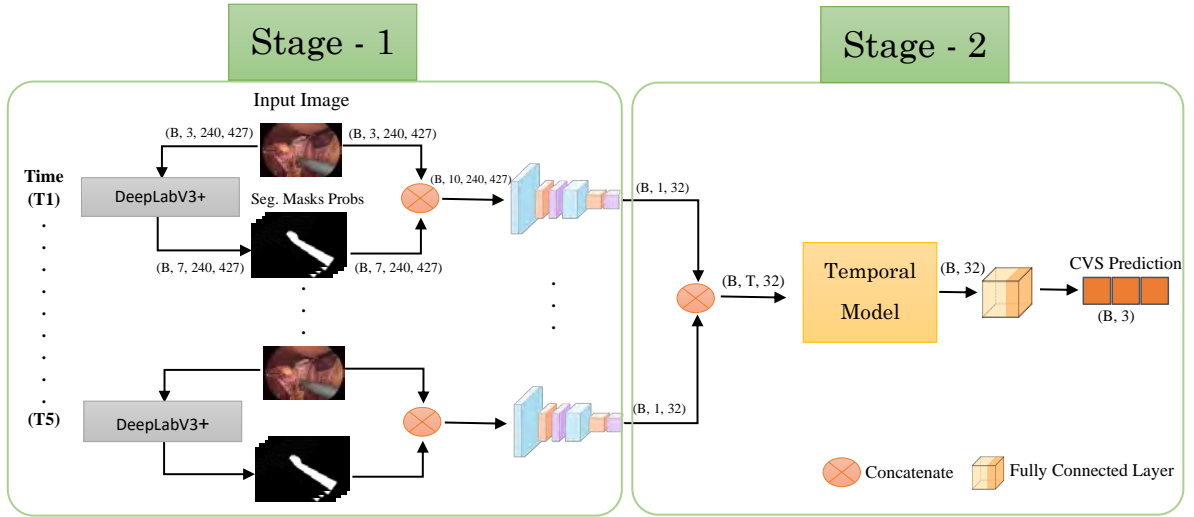 Stage - 1
Stage - 2
Input Image
(B, 3, 240, 427)
(B, 3, 240, 427)
Time
(T1)
DeepLabV3+
Seg. Masks Probs
(B, 10, 240, 427)
(B, 1, 32)
(B, 7, 240, 427)
(B, 7, 240, 427)
(B, T, 32)
Temporal
Model
(B, 32)
CVS Prediction
(B, 3)
(T5)
DeepLabV3+
(B, 1, 32)
Concatenate
Fully Connected Layer